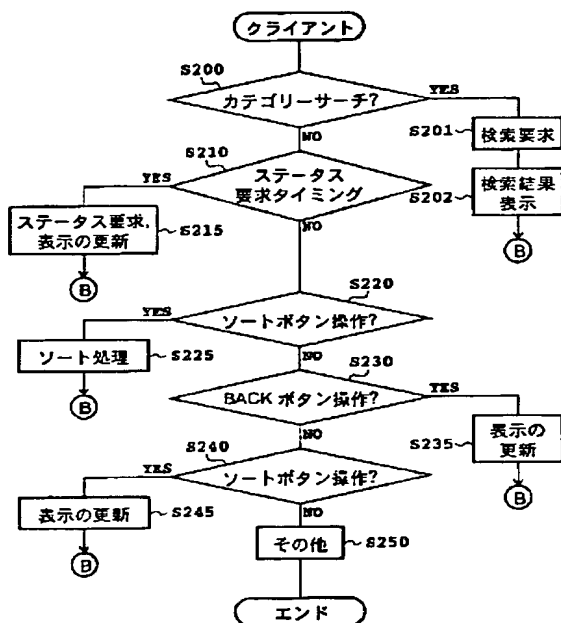 クライアント
S200
カテゴリーサーチ?
YES
S201
検索要求
NO
S210
YES
ステータス
要求タイミング
S202
検索結果
表示
ステータス要求,
表示の更新
S215
NO
B
B
S220
YES
ソートボタン操作?
ソート処理
S225
NO
S230
YES
B
BACK ボタン操作?
NO
S235
表示の
更新
S240
YES
ソートボタン操作?
B
表示の更新
S245
NO
その他
S250
B
エンド